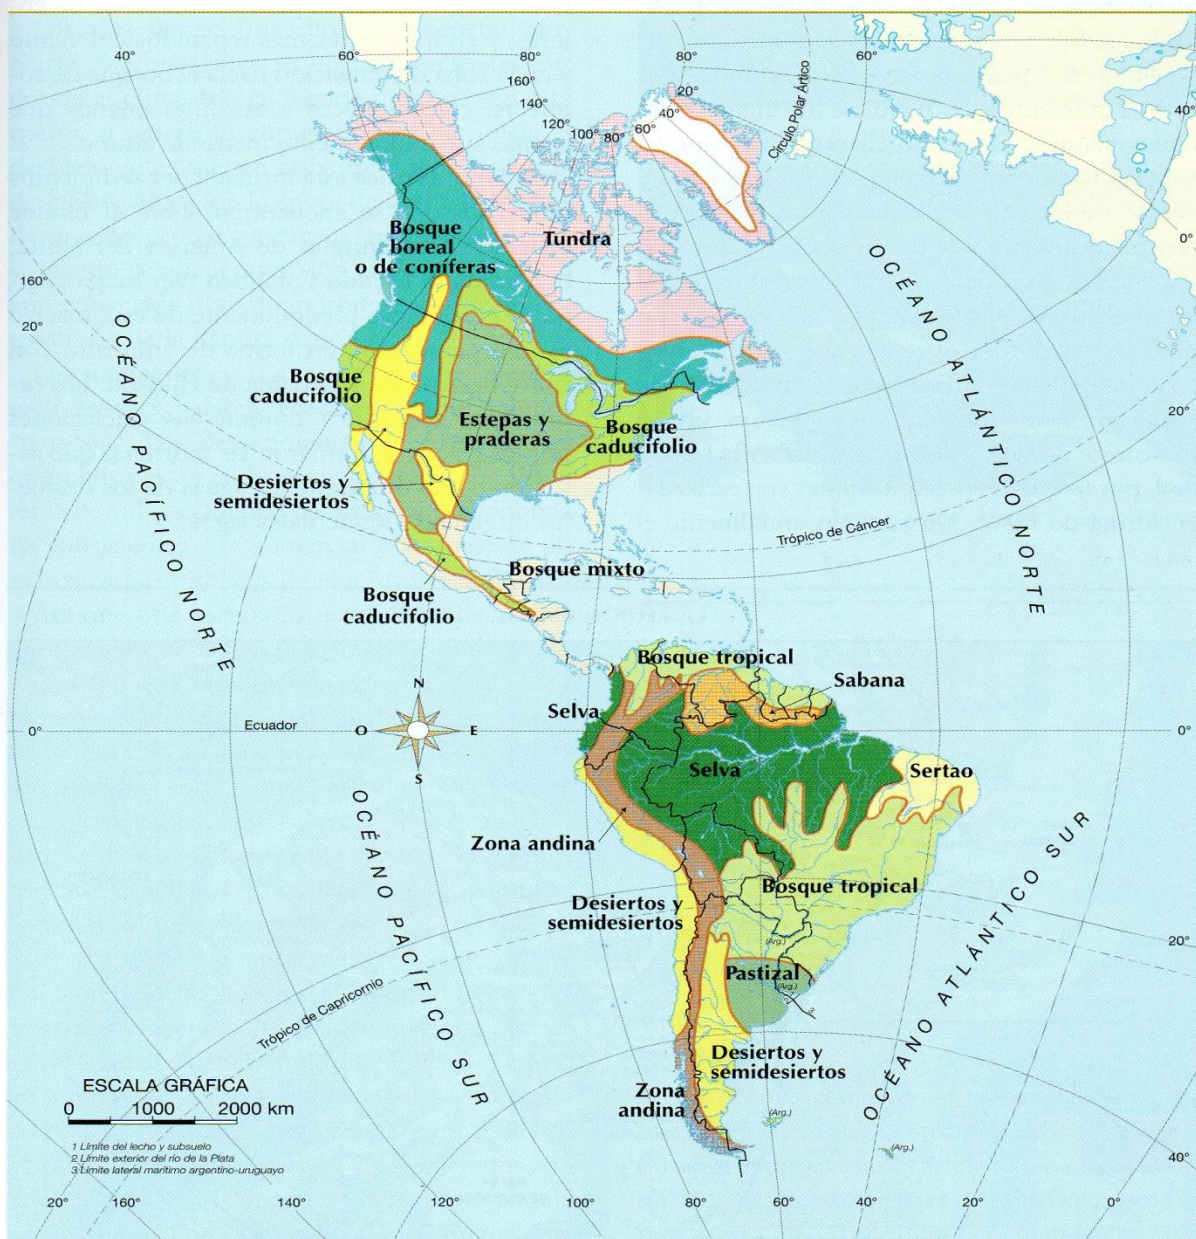 40°
60°
80°
160°
140°
120°
100°
80°
60°
40°
20°
Círculo Polar Ártico
40°
0°
160°
20°
20°
Bosque
boreal
o de coníferas
Tundra
OCÉANO PACÍFICO NORTE
OCÉANO ATLÁNTICO NORTE
Bosque
caducifolio
Estepas y
praderas
Bosque
caducifolio
Desiertos y
semidesiertos
Trópico de Cáncer
Bosque mixto
Bosque
caducifolio
Bosque tropical
Sabana
Selva
N
O
E
S
Ecuador
0°
0°
Selva
Sertao
Zona andina
OCÉANO PACÍFICO SUR
OCÉANO ATLÁNTICO SUR
Bosque tropical
Desiertos y
semidesiertos
(Arg.)
20°
Pastizal
(Arg.)
1
2
3
Trópico de Capricornio
Desiertos y
semidesiertos
Zona
andina
(Arg.)
(Arg.)
ESCALA GRÁFICA
0 1000 2000 km
1 Límite del lecho y subsuelo
2 Límite exterior del río de la Plata
3 Límite lateral marítimo argentino-uruguayo
40°
20°
160°
140°
120°
100°
80°
60°
40°
20°
0°